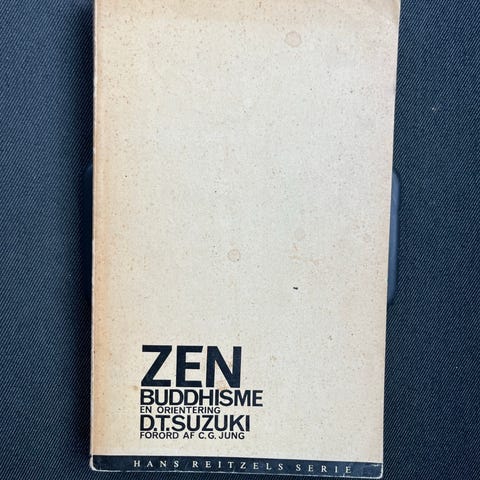 ZEN
BUDDHISME
EN ORIENTERING
D.T.SUZUKI
FORORD AF C.G. JUNG
HANS REITZELS SERIE